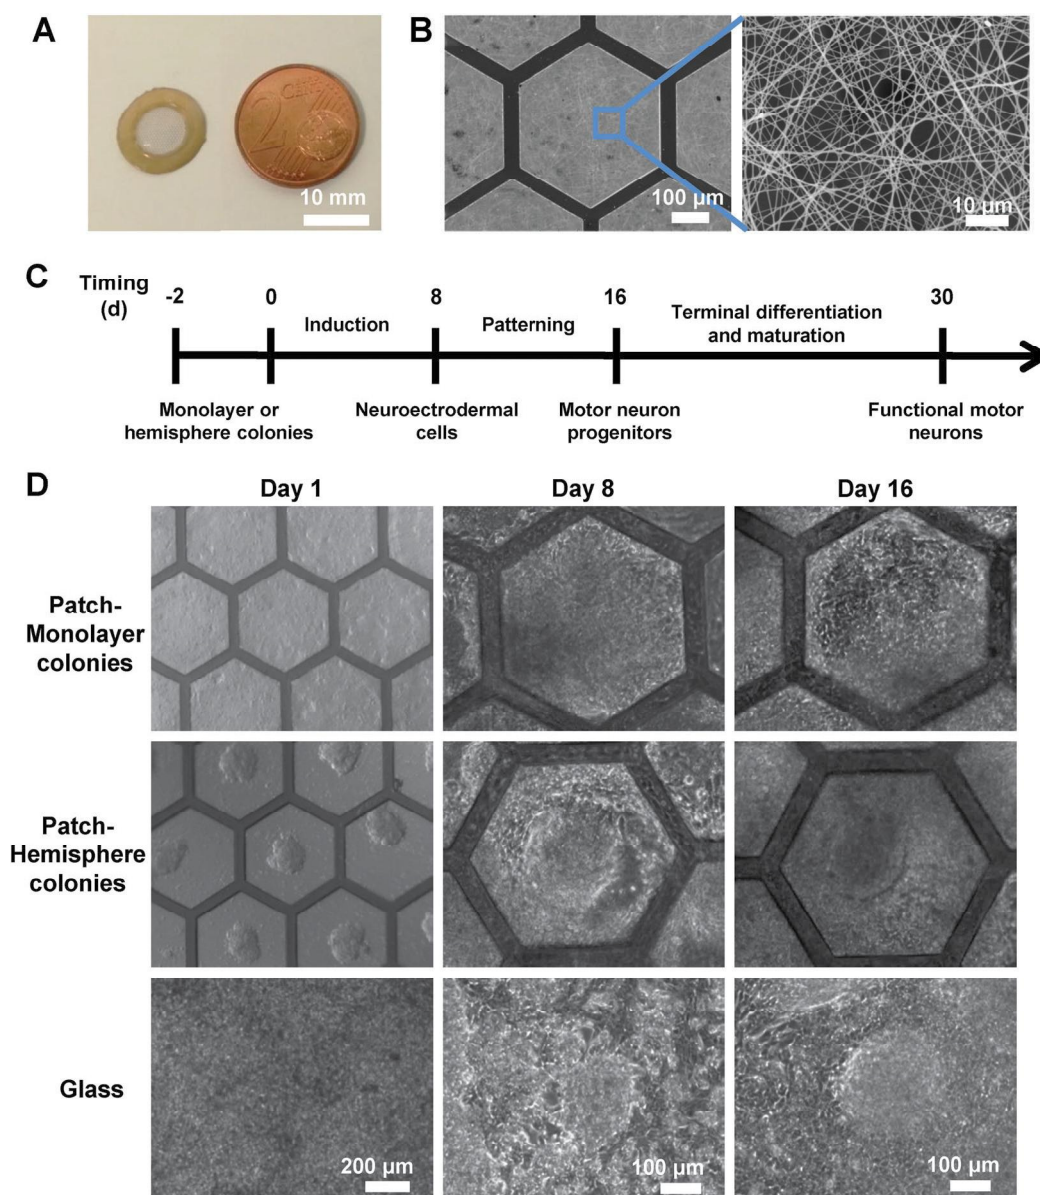 A
2
CENT
10 mm
B
100 µm
10 µm
C
Timing
(d)
-2
0
8
16
30
Induction
Patterning
Terminal differentiation
and maturation
Monolayer or
hemisphere colonies
Neuroectrodermal
cells
Motor neuron
progenitors
Functional motor
neurons
D
Day 1
Day 8
Day 16
Patch-
Monolayer
colonies
Patch-
Hemisphere
colonies
Glass
200 µm
100 µm
100 µm